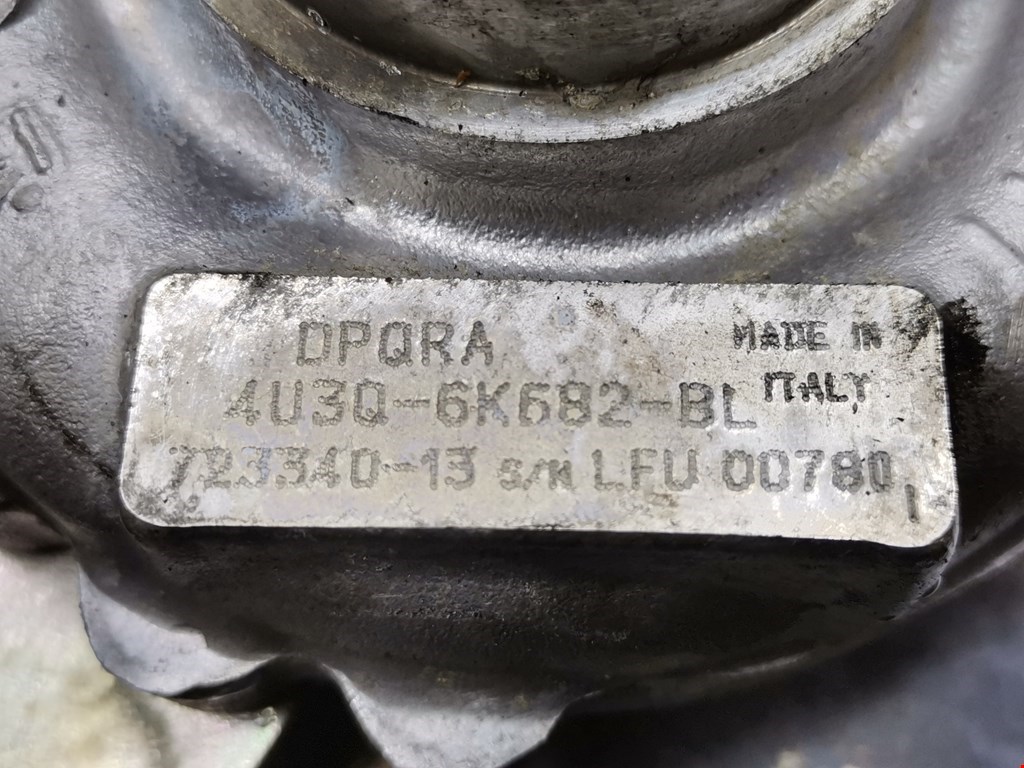 DPQRA
MADE IN
ITALY
4U3Q-6K682-BL
723340-13 S/N LFU 00780